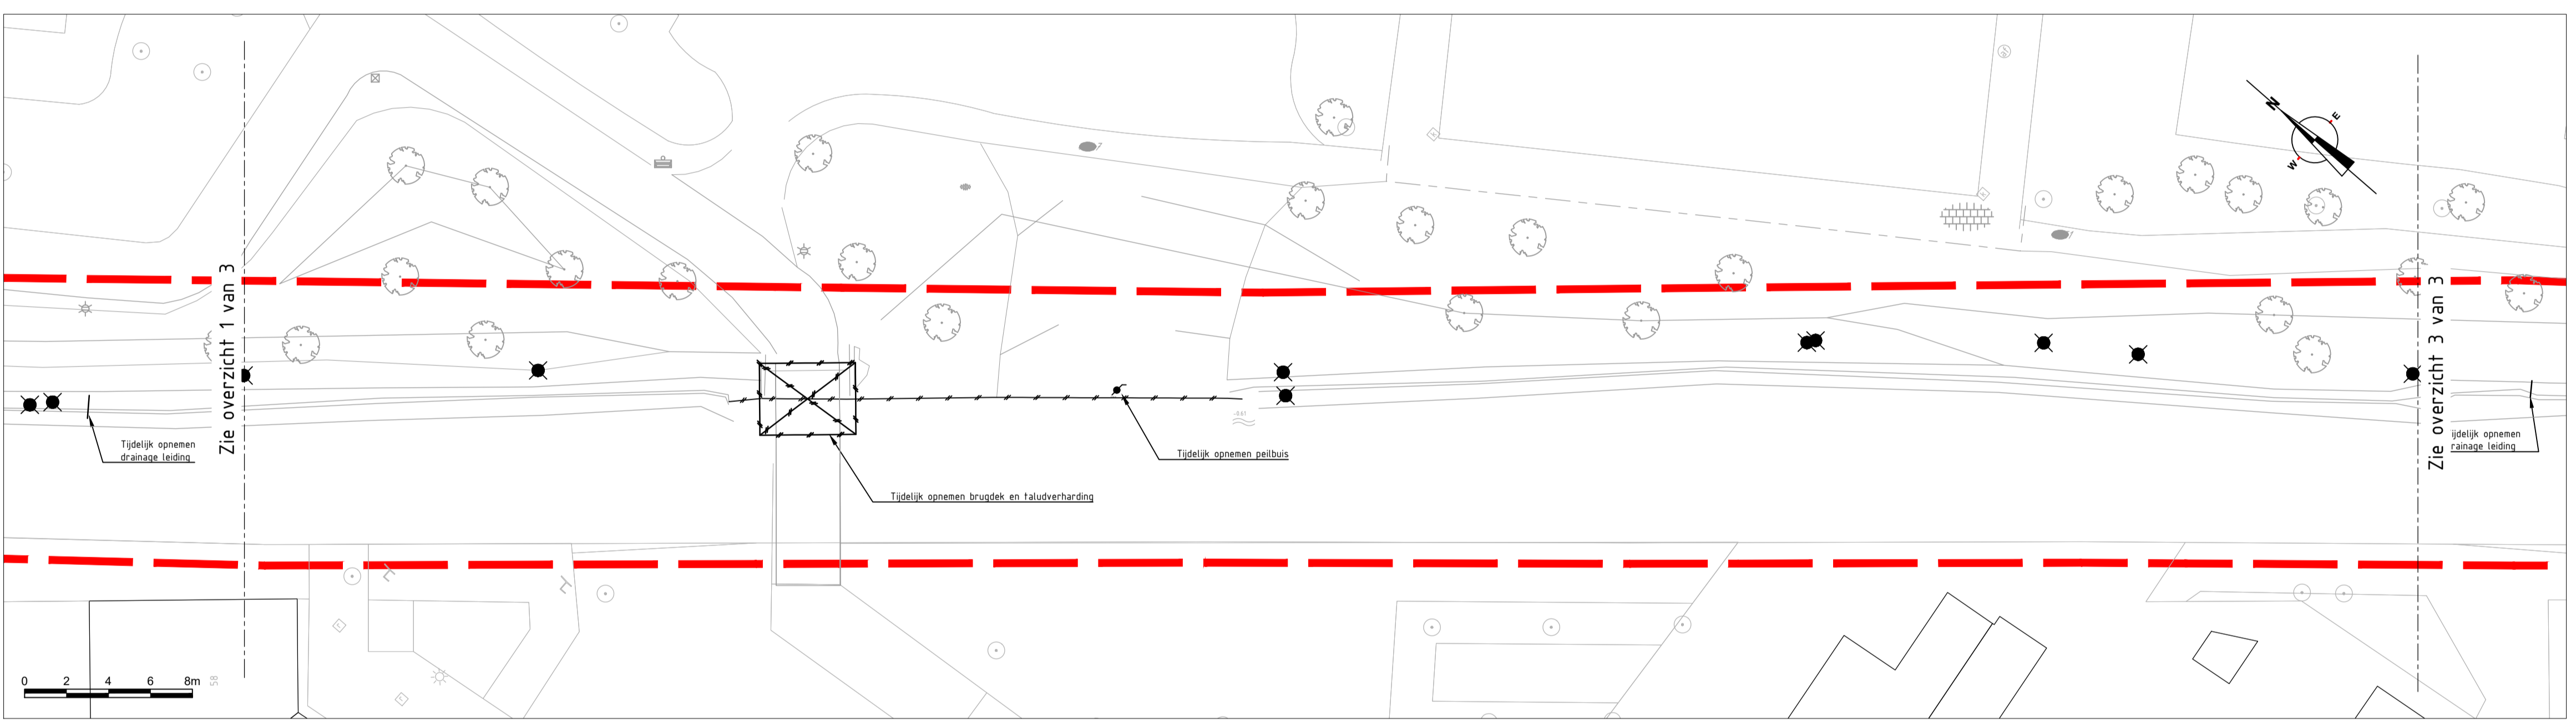 N
E
W
Zie overzicht 1 van 3
Zie overzicht 3 van 3
Tijdelijk opnemen
drainage leiding
ijdelijk opnemen
rainage leiding
Tijdelijk opnemen peilbuis
Tijdelijk opnemen brugdek en taludverharding
0 2 4 6 8m
58